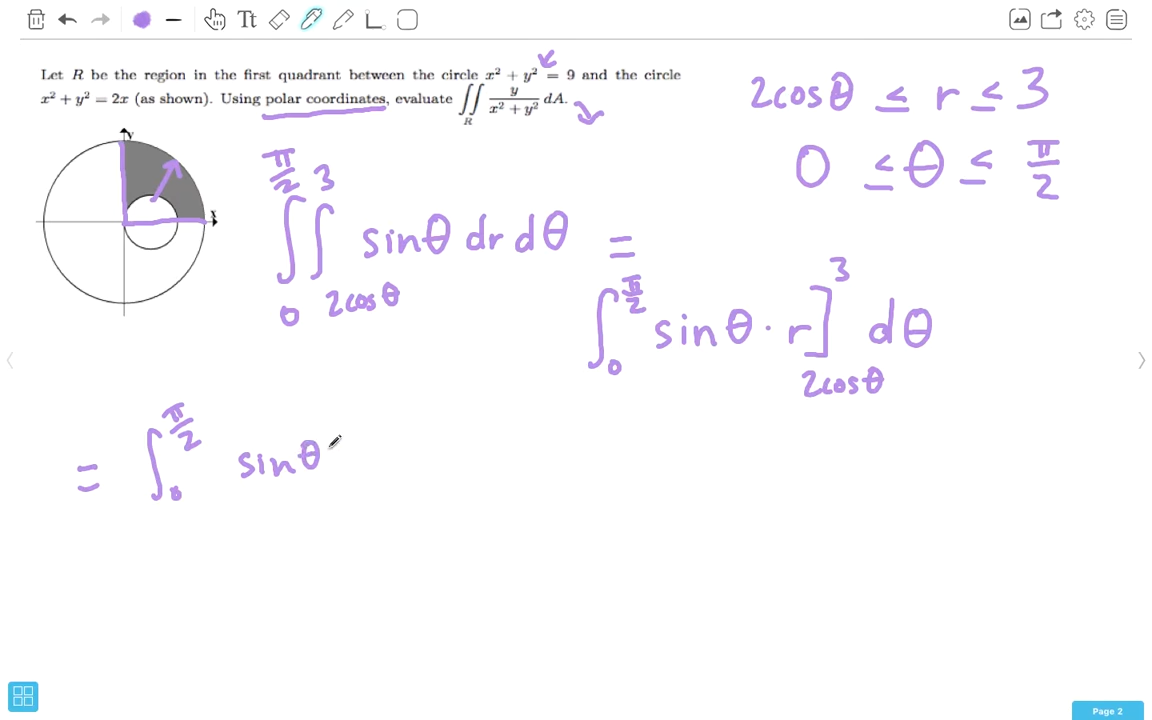 Tt
Let R be the region in the first quadrant between the circle x² + y² = 9 and the circle
x² + y² = 2x (as shown). Using polar coordinates, evaluate ∬_R y/(x² + y²) dA.
2cosθ ≤ r ≤ 3
0 ≤ θ ≤ π/2
y
x
∫_0^{π/2} ∫_{2cosθ}^3 sinθ dr dθ =
∫_0^{π/2} sinθ · r]_{2cosθ}^3 dθ
= ∫_0^{π/2} sinθ
Page 2